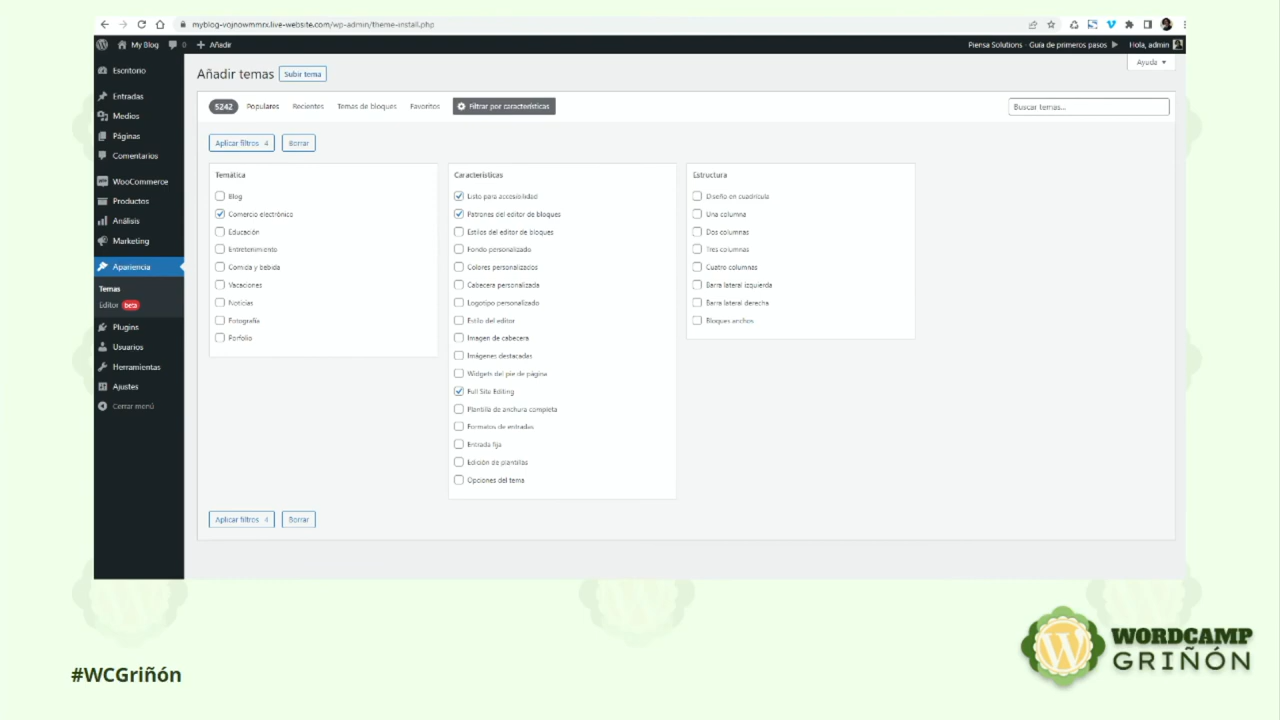 myblog-vojnowmmrx.live-website.com/wp-admin/theme-install.php
My Blog 0 + Añadir Piensa Solutions · Guía de primeros pasos Hola, admin
Ayuda
Escritorio
Entradas
Medios
Páginas
Comentarios
WooCommerce
Productos
Análisis
Marketing
Apariencia
Temas
Editor beta
Plugins
Usuarios
Herramientas
Ajustes
Cerrar menú
Añadir temas Subir tema
5242 Populares Recientes Temas de bloques Favoritos Filtrar por características Buscar temas...
Aplicar filtros 4 Borrar
Temática
Blog
Comercio electrónico
Educación
Entretenimiento
Comida y bebida
Vacaciones
Noticias
Fotografía
Porfolio
Características
Listo para accesibilidad
Patrones del editor de bloques
Estilos del editor de bloques
Fondo personalizado
Colores personalizados
Cabecera personalizada
Logotipo personalizado
Estilo del editor
Imagen de cabecera
Imágenes destacadas
Widgets del pie de página
Full Site Editing
Plantilla de anchura completa
Formatos de entradas
Entrada fija
Edición de plantillas
Opciones del tema
Estructura
Diseño en cuadrícula
Una columna
Dos columnas
Tres columnas
Cuatro columnas
Barra lateral izquierda
Barra lateral derecha
Bloques anchos
Aplicar filtros 4 Borrar
#WCGriñón
WORDCAMP
GRIÑÓN